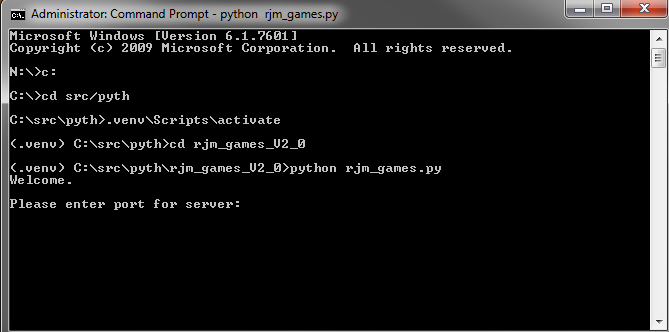 Administrator: Command Prompt - python  rjm_games.py
Microsoft Windows [Version 6.1.7601]
Copyright (c) 2009 Microsoft Corporation.  All rights reserved.
N:\>c:
C:\>cd src/pyth
C:\src\pyth>.venv\Scripts\activate
(.venv) C:\src\pyth>cd rjm_games_V2_0
(.venv) C:\src\pyth\rjm_games_V2_0>python rjm_games.py
Welcome.
Please enter port for server: